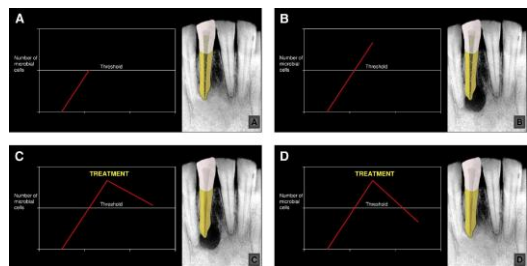 A
Number of
microbial
cells
Threshold
A
B
Number of
microbial
cells
Threshold
B
C
TREATMENT
Number of
microbial
cells
Threshold
C
D
TREATMENT
Number of
microbial
cells
Threshold
D